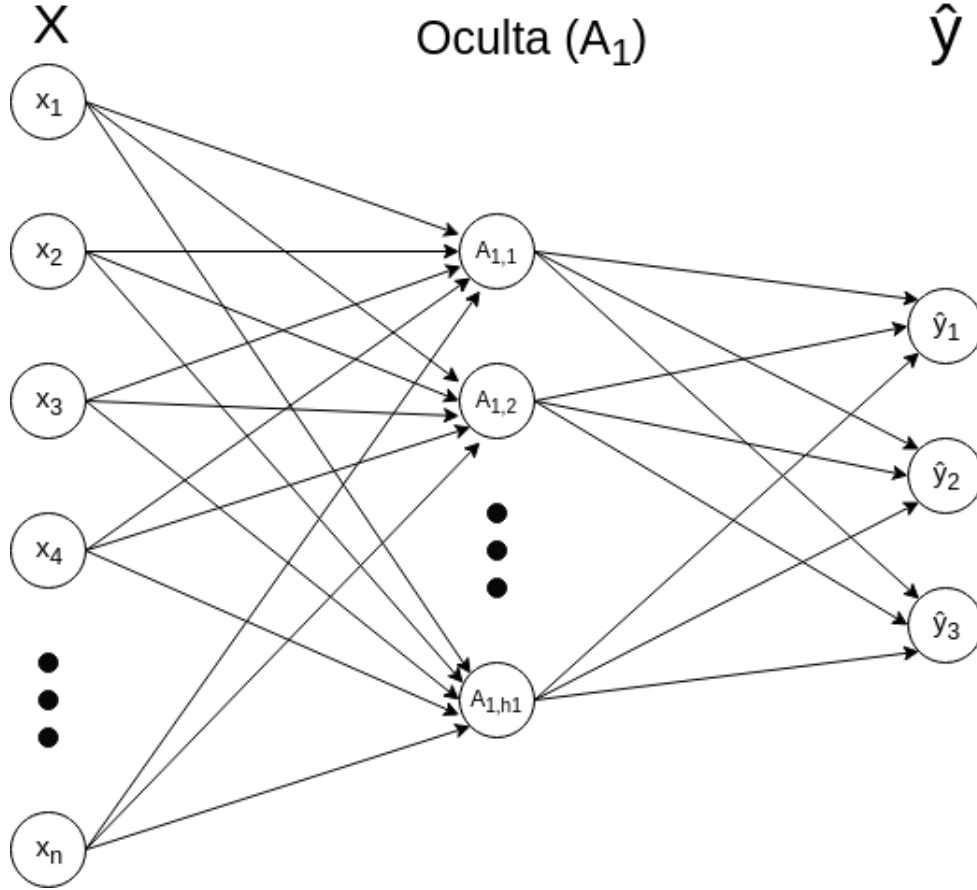 X
Oculta (A₁)
ŷ
x₁
x₂
x₃
x₄
xₙ
A₁,₁
A₁,₂
A₁,ₕ₁
ŷ₁
ŷ₂
ŷ₃